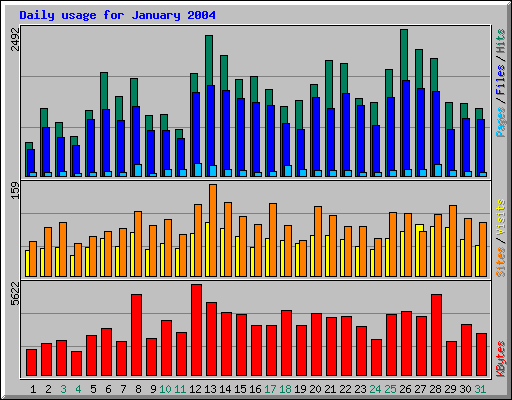 Daily usage for January 2004
2492
Pages / Files / Hits
159
Sites / Visits
5622
KBytes
1 2 3 4 5 6 7 8 9 10 11 12 13 14 15 16 17 18 19 20 21 22 23 24 25 26 27 28 29 30 31